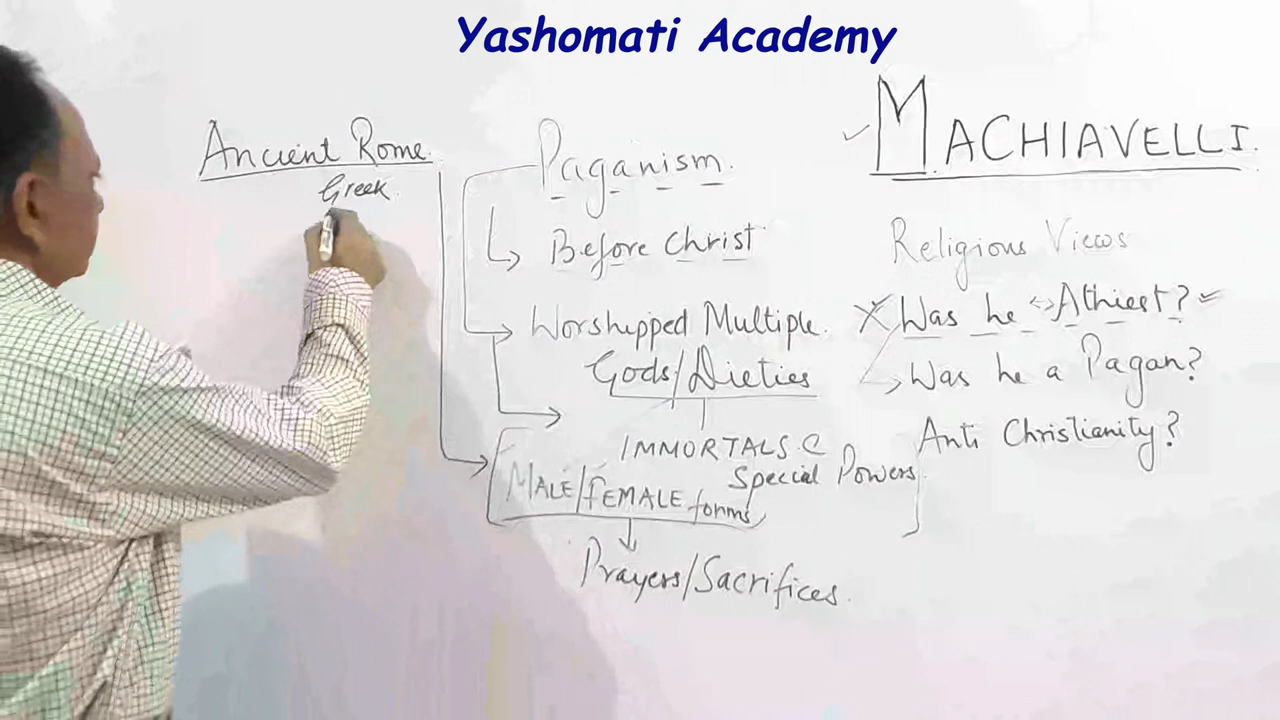 Yashomati Academy
Ancient Rome.
Greek.
Paganism.
Before Christ
Worshipped Multiple.
Gods/Dieties
IMMORTALS C
Special Powers
MALE/FEMALE forms
Prayers/Sacrifices.
MACHIAVELLI.
Religious Views
Was he Athiest?
Was he a Pagan?
Anti Christianity?